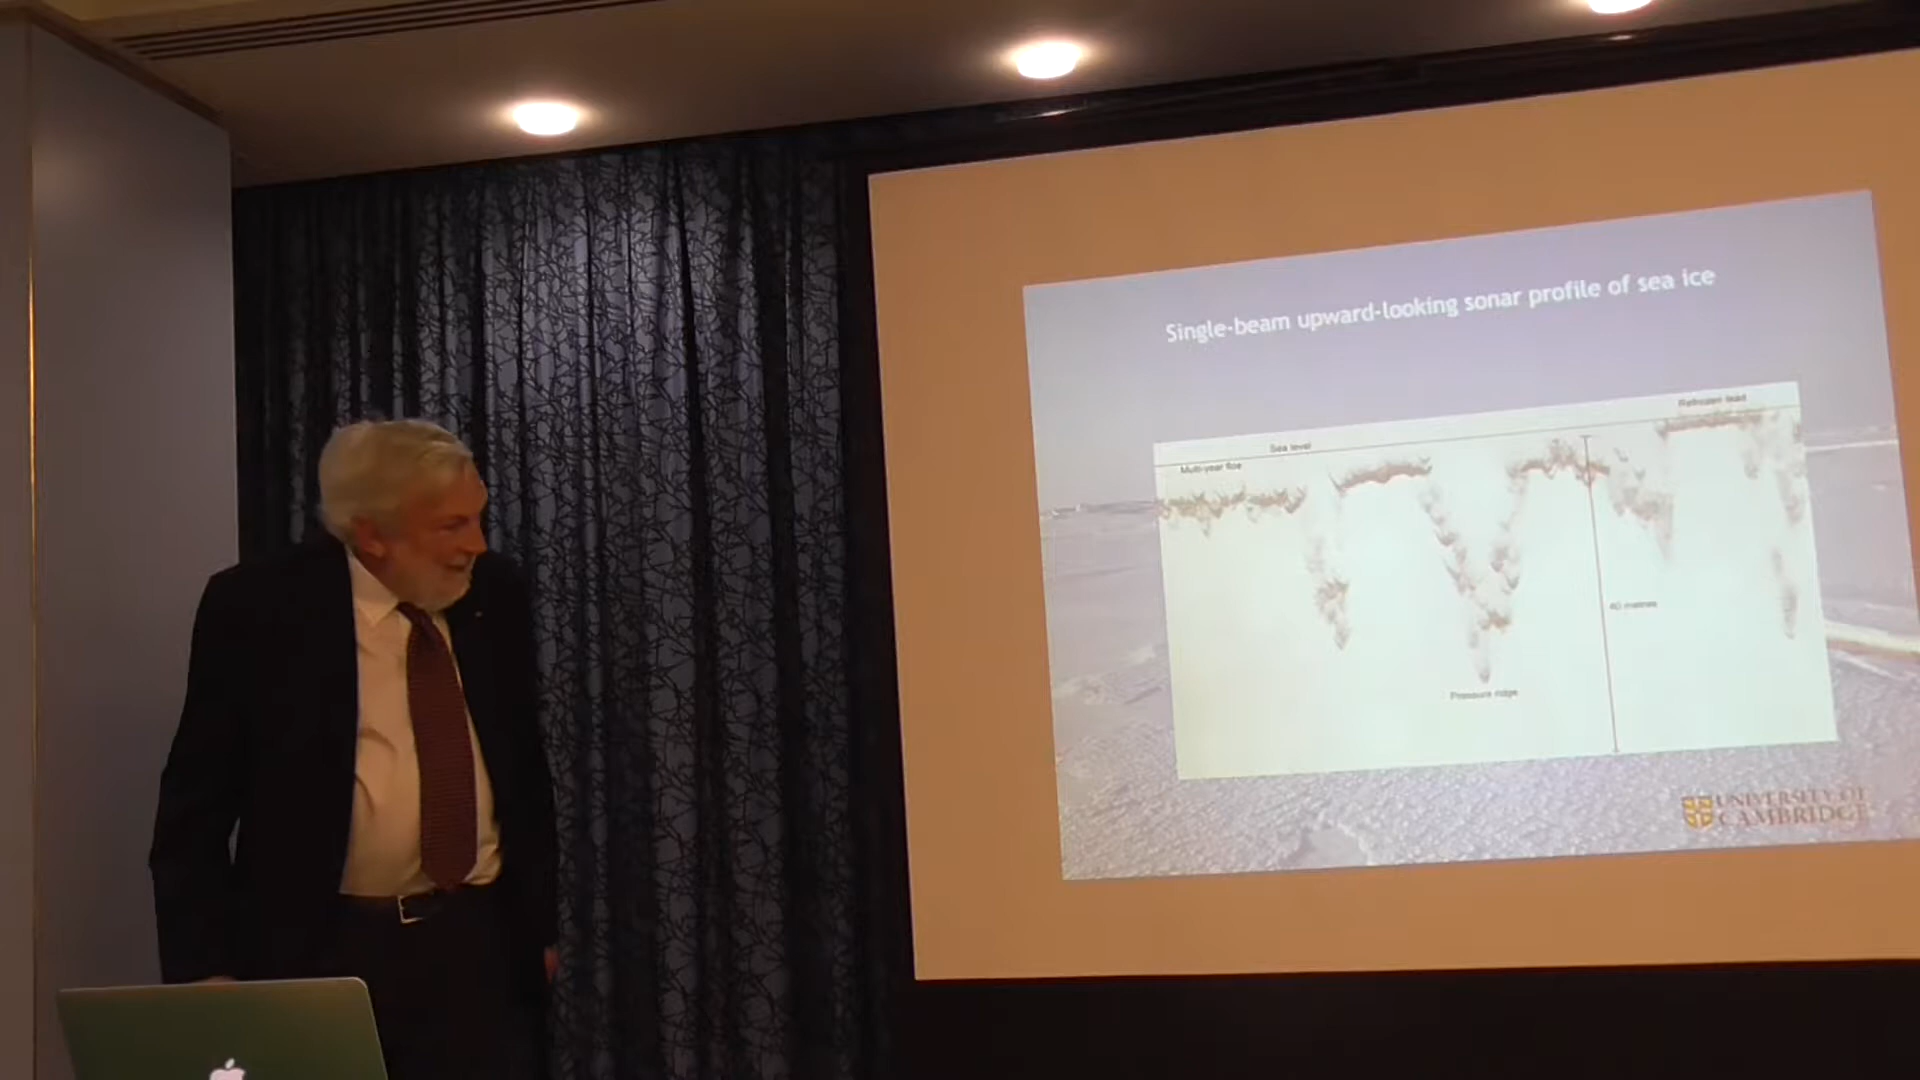 Single-beam upward-looking sonar profile of sea ice
Refrozen lead
Sea level
Multi-year floe
40 metres
Pressure ridge
UNIVERSITY OF
CAMBRIDGE